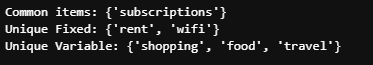 Common items: {'subscriptions'}
Unique Fixed: {'rent', 'wifi'}
Unique Variable: {'shopping', 'food', 'travel'}